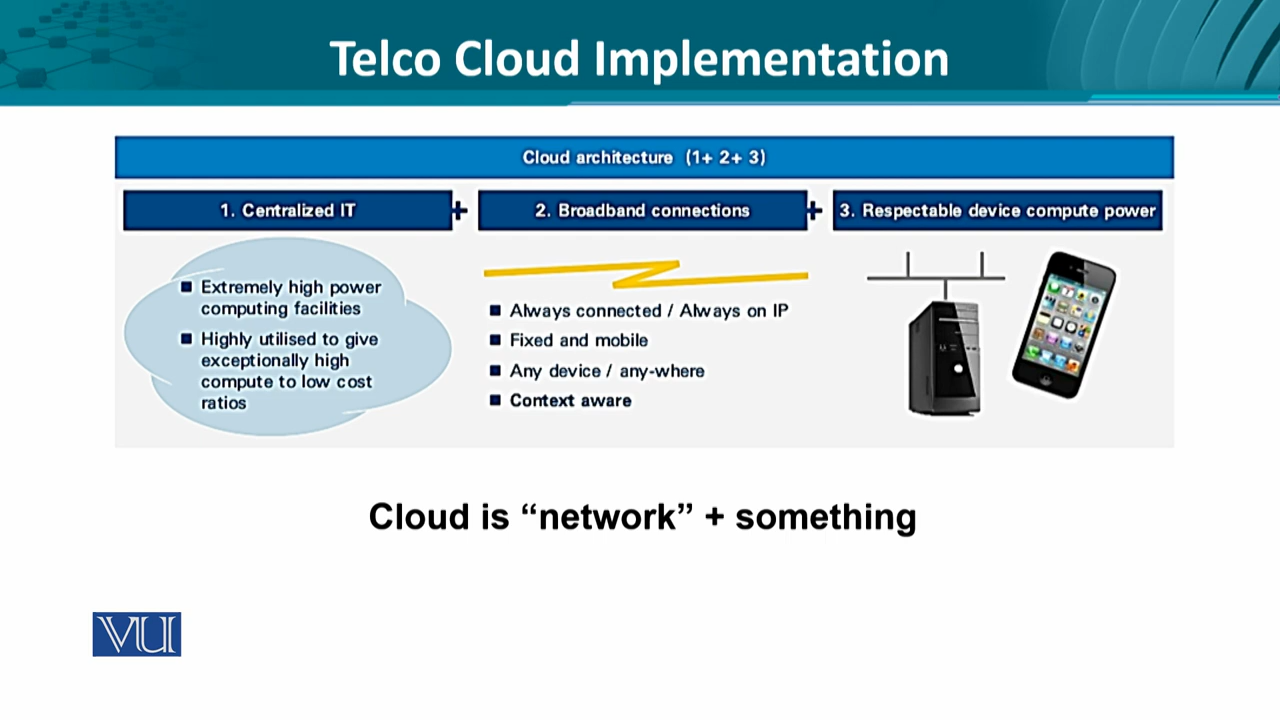 Telco Cloud Implementation
Cloud architecture (1+ 2+ 3)
1. Centralized IT
+
2. Broadband connections
+
3. Respectable device compute power
■ Extremely high power
computing facilities
■ Highly utilised to give
exceptionally high
compute to low cost
ratios
■ Always connected / Always on IP
■ Fixed and mobile
■ Any device / any-where
■ Context aware
Cloud is “network” + something
VU